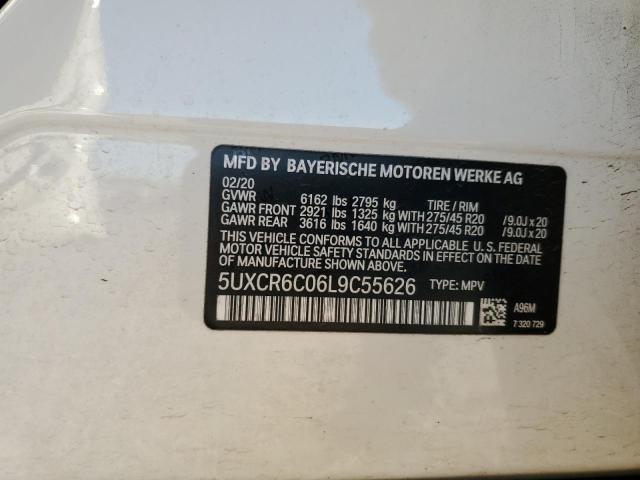 MFD BY BAYERISCHE MOTOREN WERKE AG
02/20
GVWR 6162 lbs 2795 kg TIRE / RIM
GAWR FRONT 2921 lbs 1325 kg WITH 275/45 R20 /9.0J x 20
GAWR REAR 3616 lbs 1640 kg WITH 275/45 R20 /9.0J x 20
THIS VEHICLE CONFORMS TO ALL APPLICABLE U. S. FEDERAL
MOTOR VEHICLE SAFETY STANDARDS IN EFFECT ON THE DATE
OF MANUFACTURE SHOWN ABOVE.
5UXCR6C06L9C55626 TYPE: MPV
A96M
7 320 729